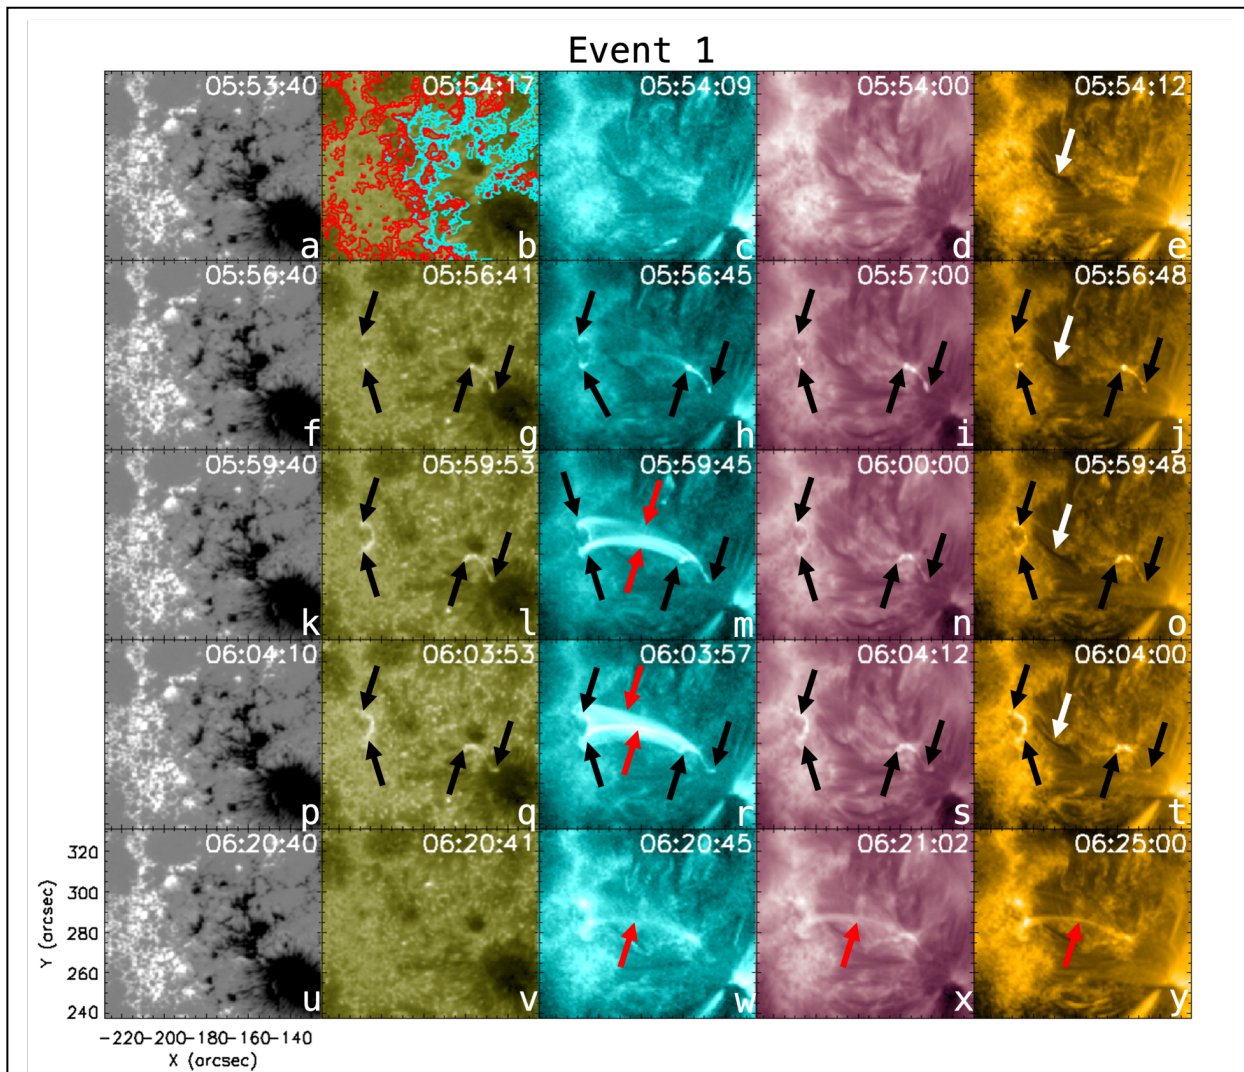 Event 1
05:53:40 05:54:17 05:54:09 05:54:00 05:54:12
a b c d e
05:56:40 05:56:41 05:56:45 05:57:00 05:56:48
f g h i j
05:59:40 05:59:53 05:59:45 06:00:00 05:59:48
k l m n o
06:04:10 06:03:53 06:03:57 06:04:12 06:04:00
p q r s t
06:20:40 06:20:41 06:20:45 06:21:02 06:25:00
u v w x y
320
300
280
260
240
Y (arcsec)
-220 -200 -180 -160 -140
X (arcsec)